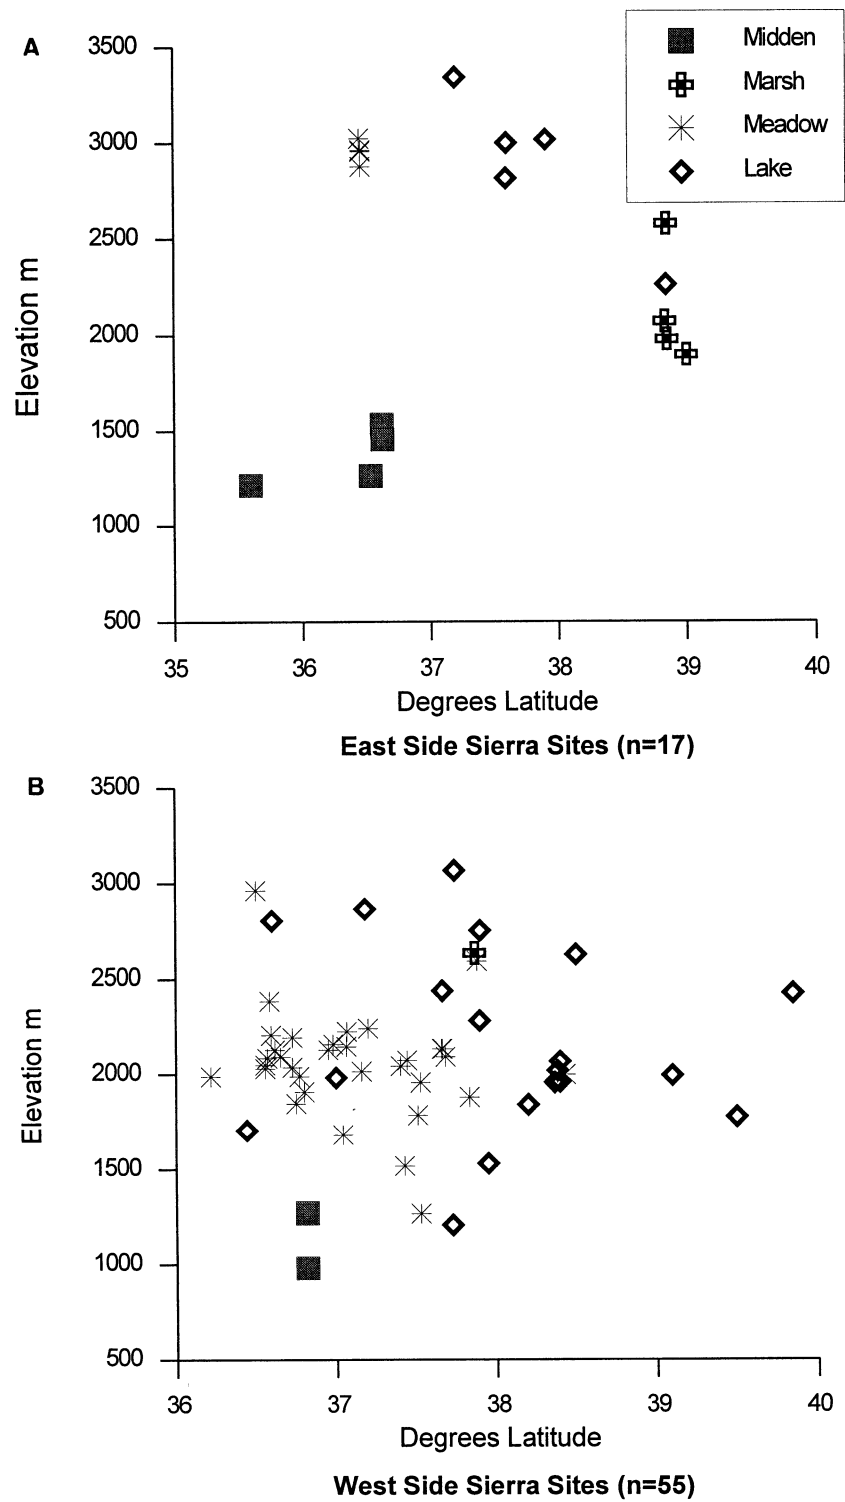 A
3500
3000
2500
2000
1500
1000
500
Elevation m
Midden
Marsh
Meadow
Lake
35 36 37 38 39 40
Degrees Latitude
East Side Sierra Sites (n=17)
B
3500
3000
2500
2000
1500
1000
500
Elevation m
36 37 38 39 40
Degrees Latitude
West Side Sierra Sites (n=55)